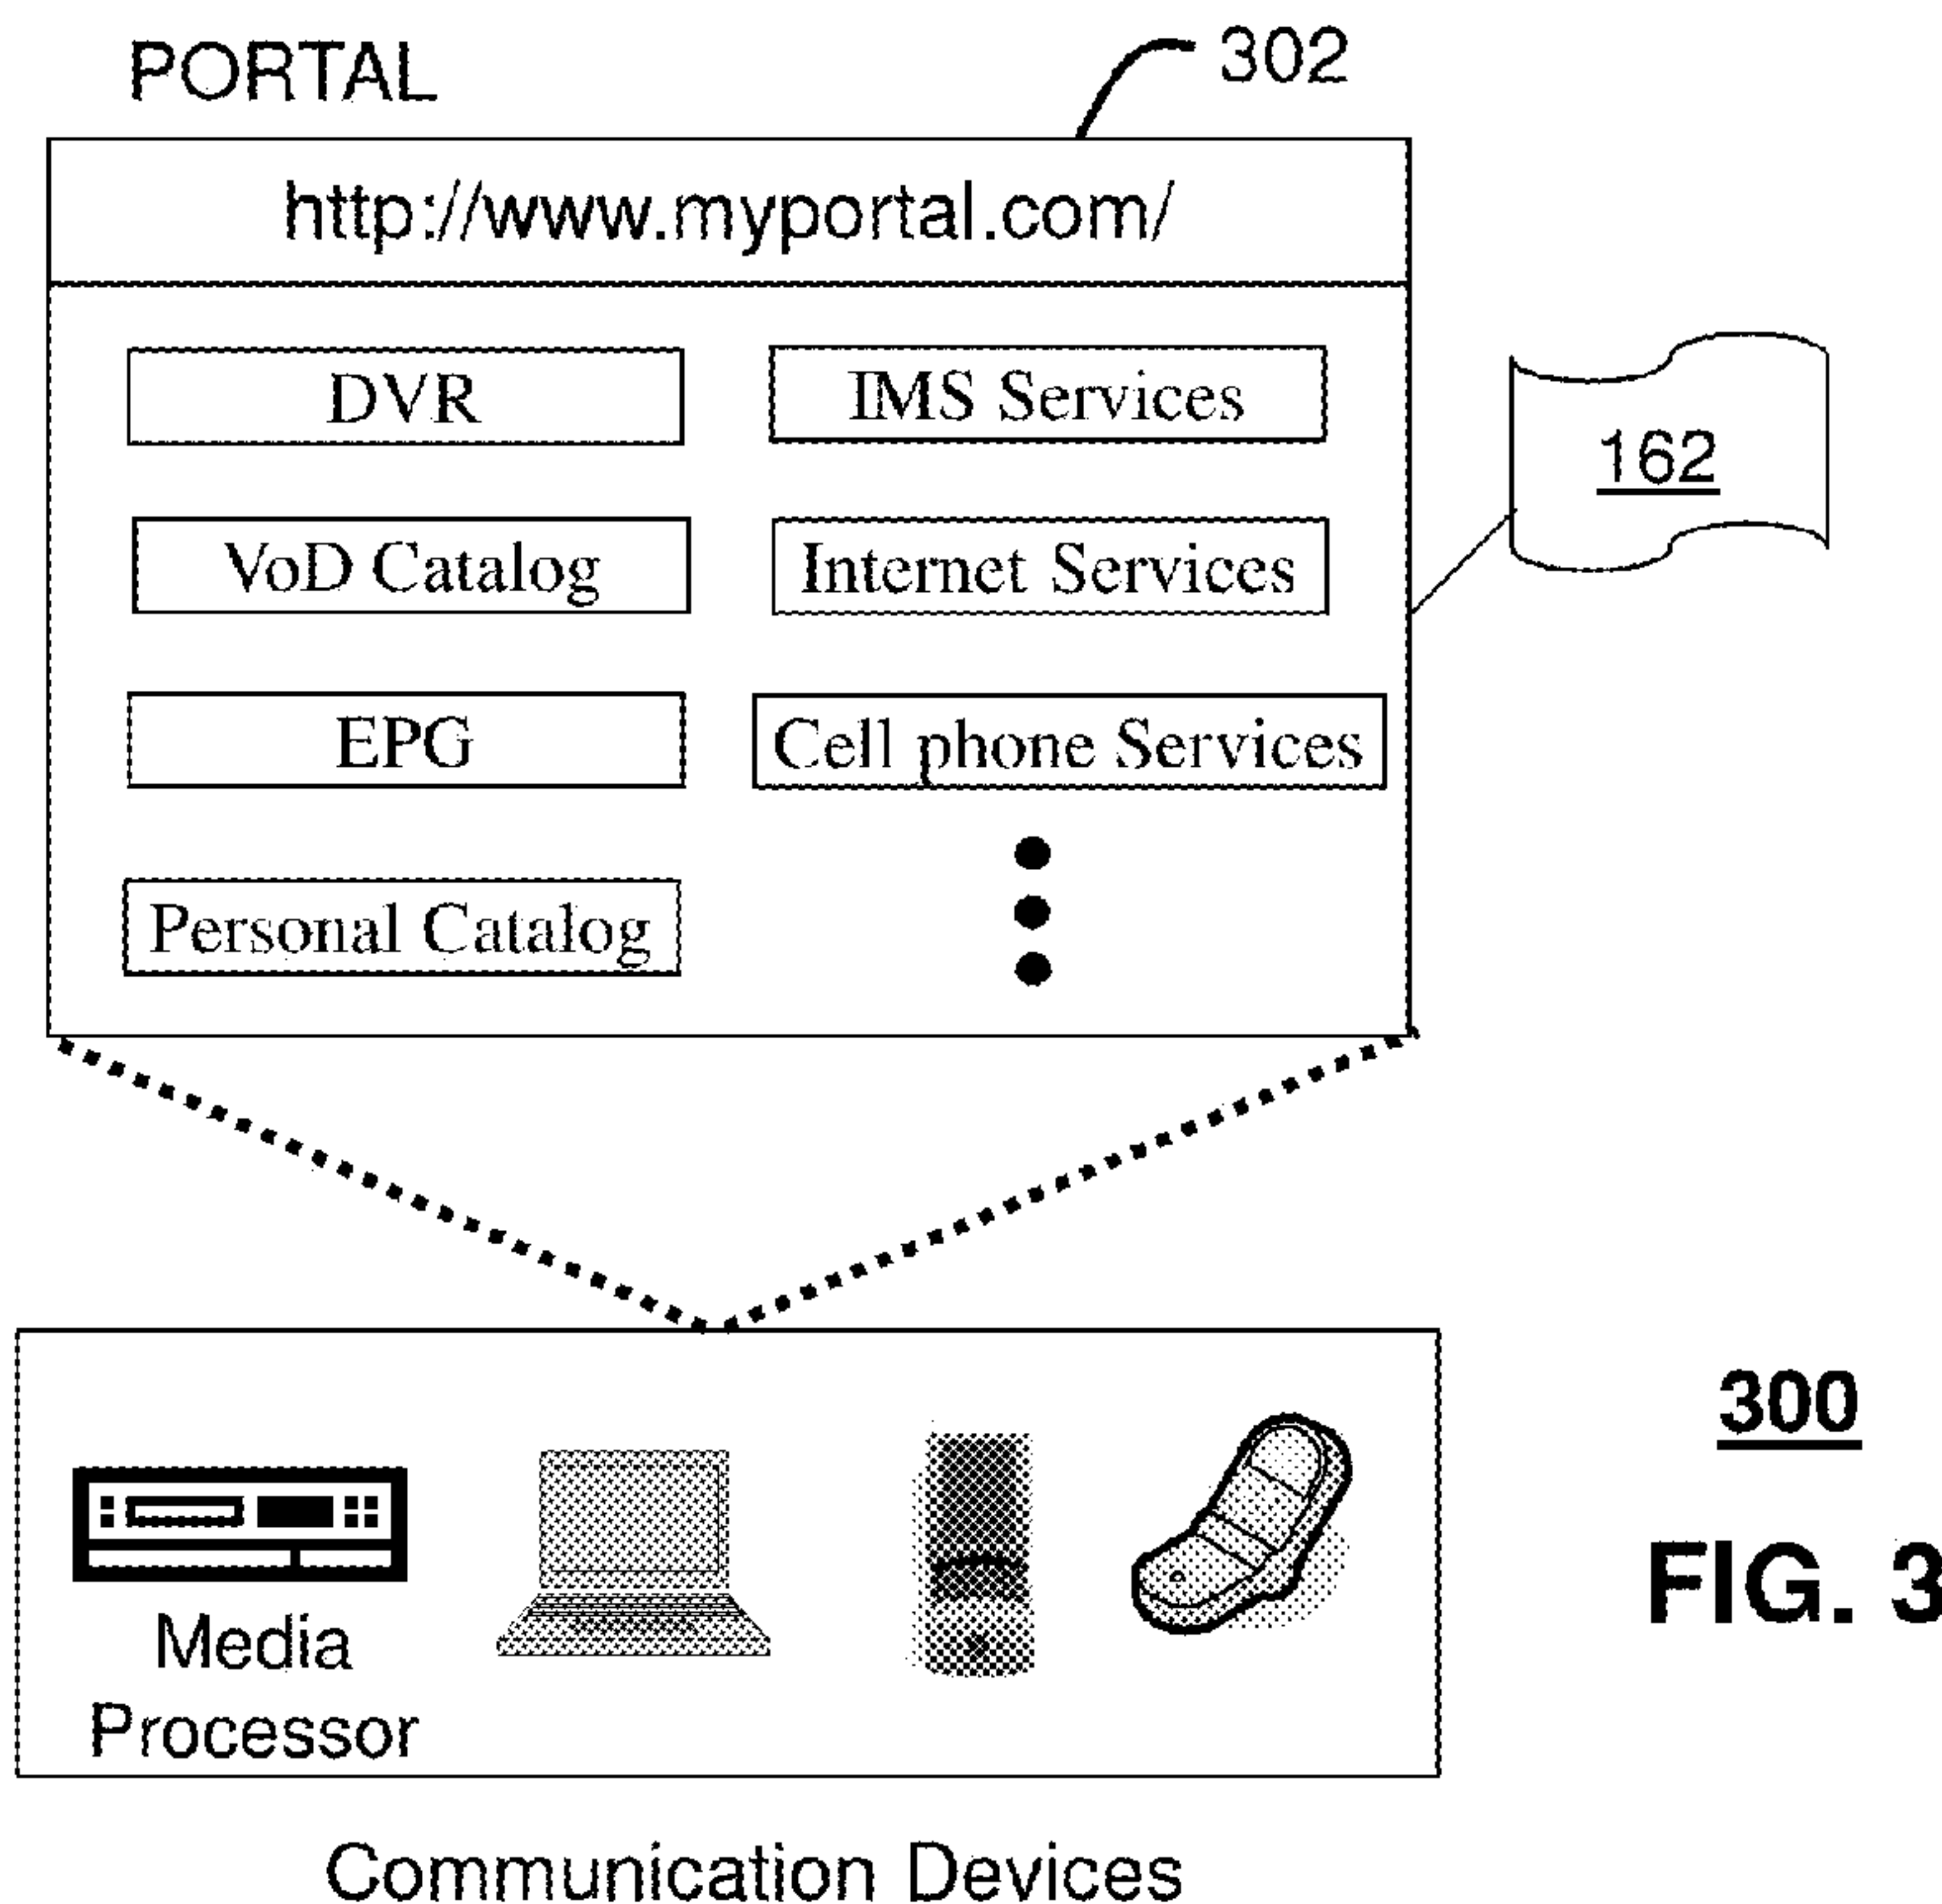 PORTAL
302
http://www.myportal.com/
DVR
IMS Services
VoD Catalog
Internet Services
EPG
Cell phone Services
Personal Catalog
162
Media
Processor
Communication Devices
300
FIG. 3